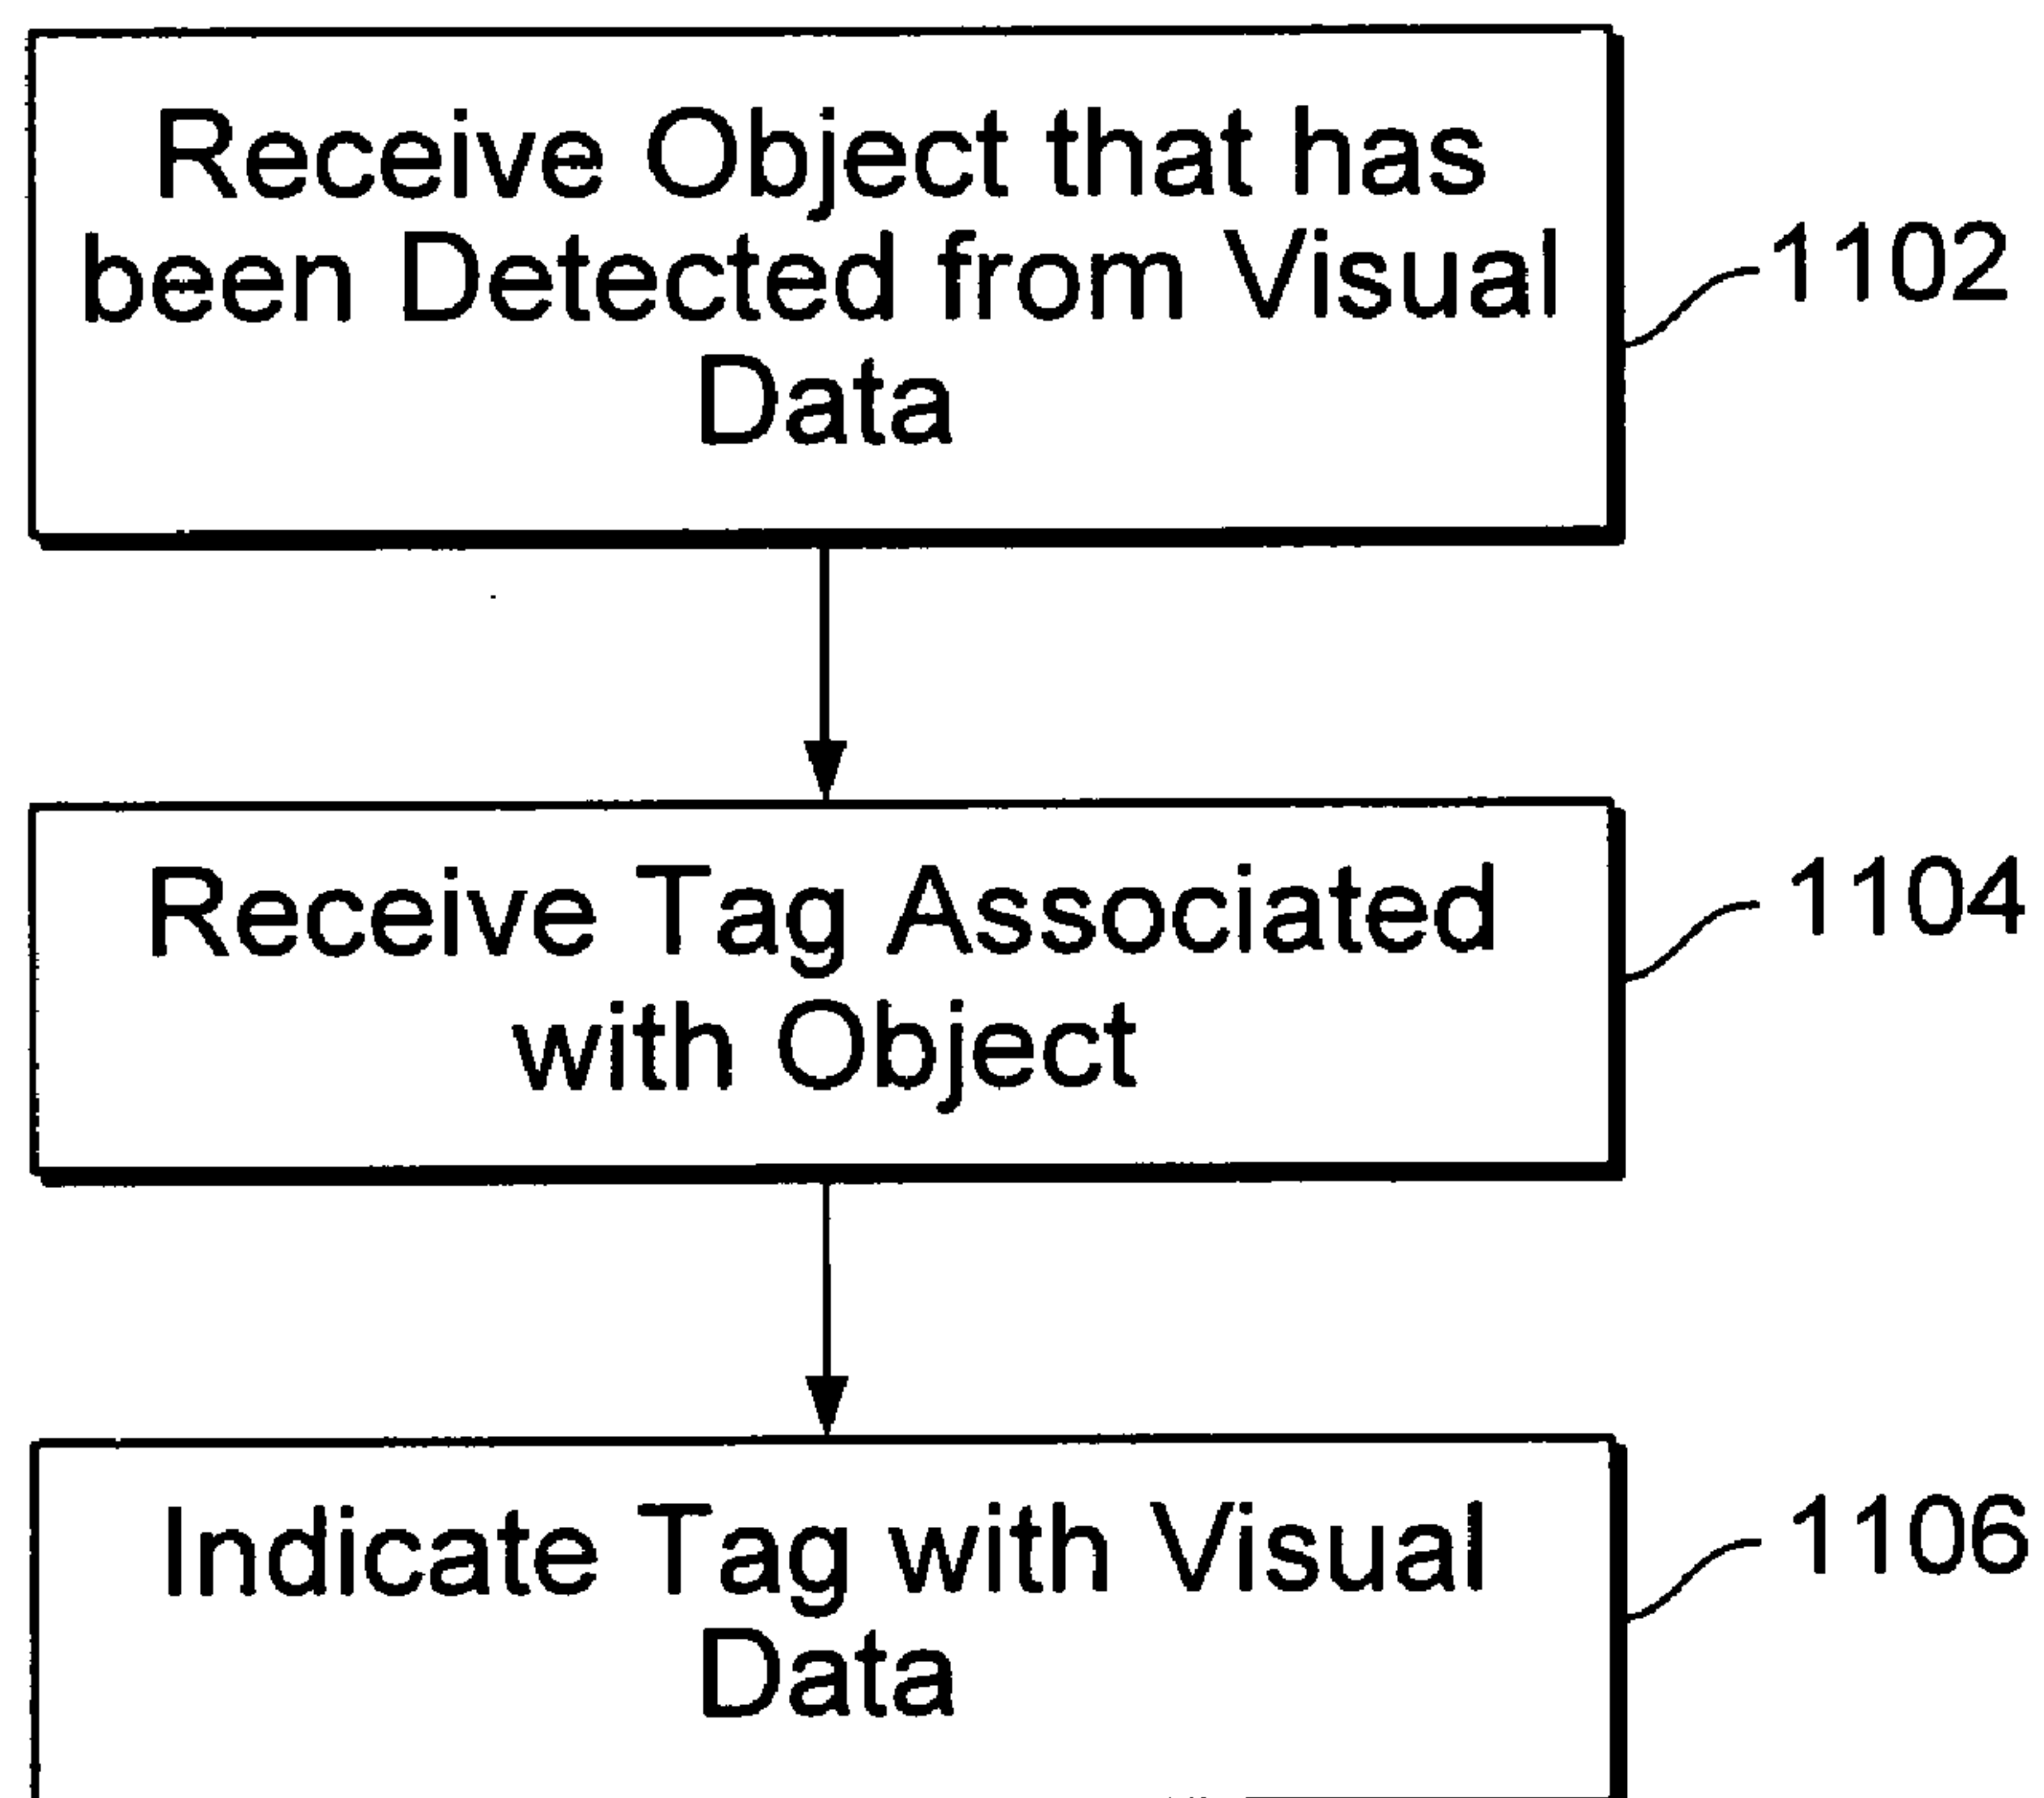 Receive Object that has
been Detected from Visual
Data
1102
Receive Tag Associated
with Object
1104
Indicate Tag with Visual
Data
1106